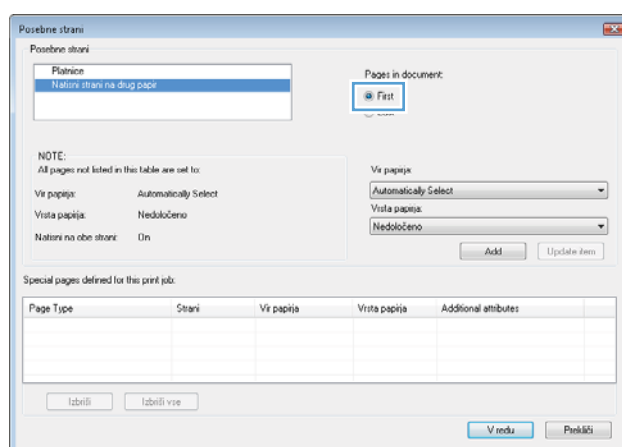 Posebne strani
Posebne strani
Platnice
Natisni strani na drug papir
Pages in document:
First
NOTE:
All pages not listed in this table are set to:
Vir papirja: Automatically Select
Vrsta papirja: Nedoločeno
Natisni na obe strani: On
Vir papirja:
Automatically Select
Vrsta papirja:
Nedoločeno
Add Update item
Special pages defined for this print job:
Page Type Strani Vir papirja Vrsta papirja Additional attributes
Izbriši Izbriši vse
V redu Prekliči